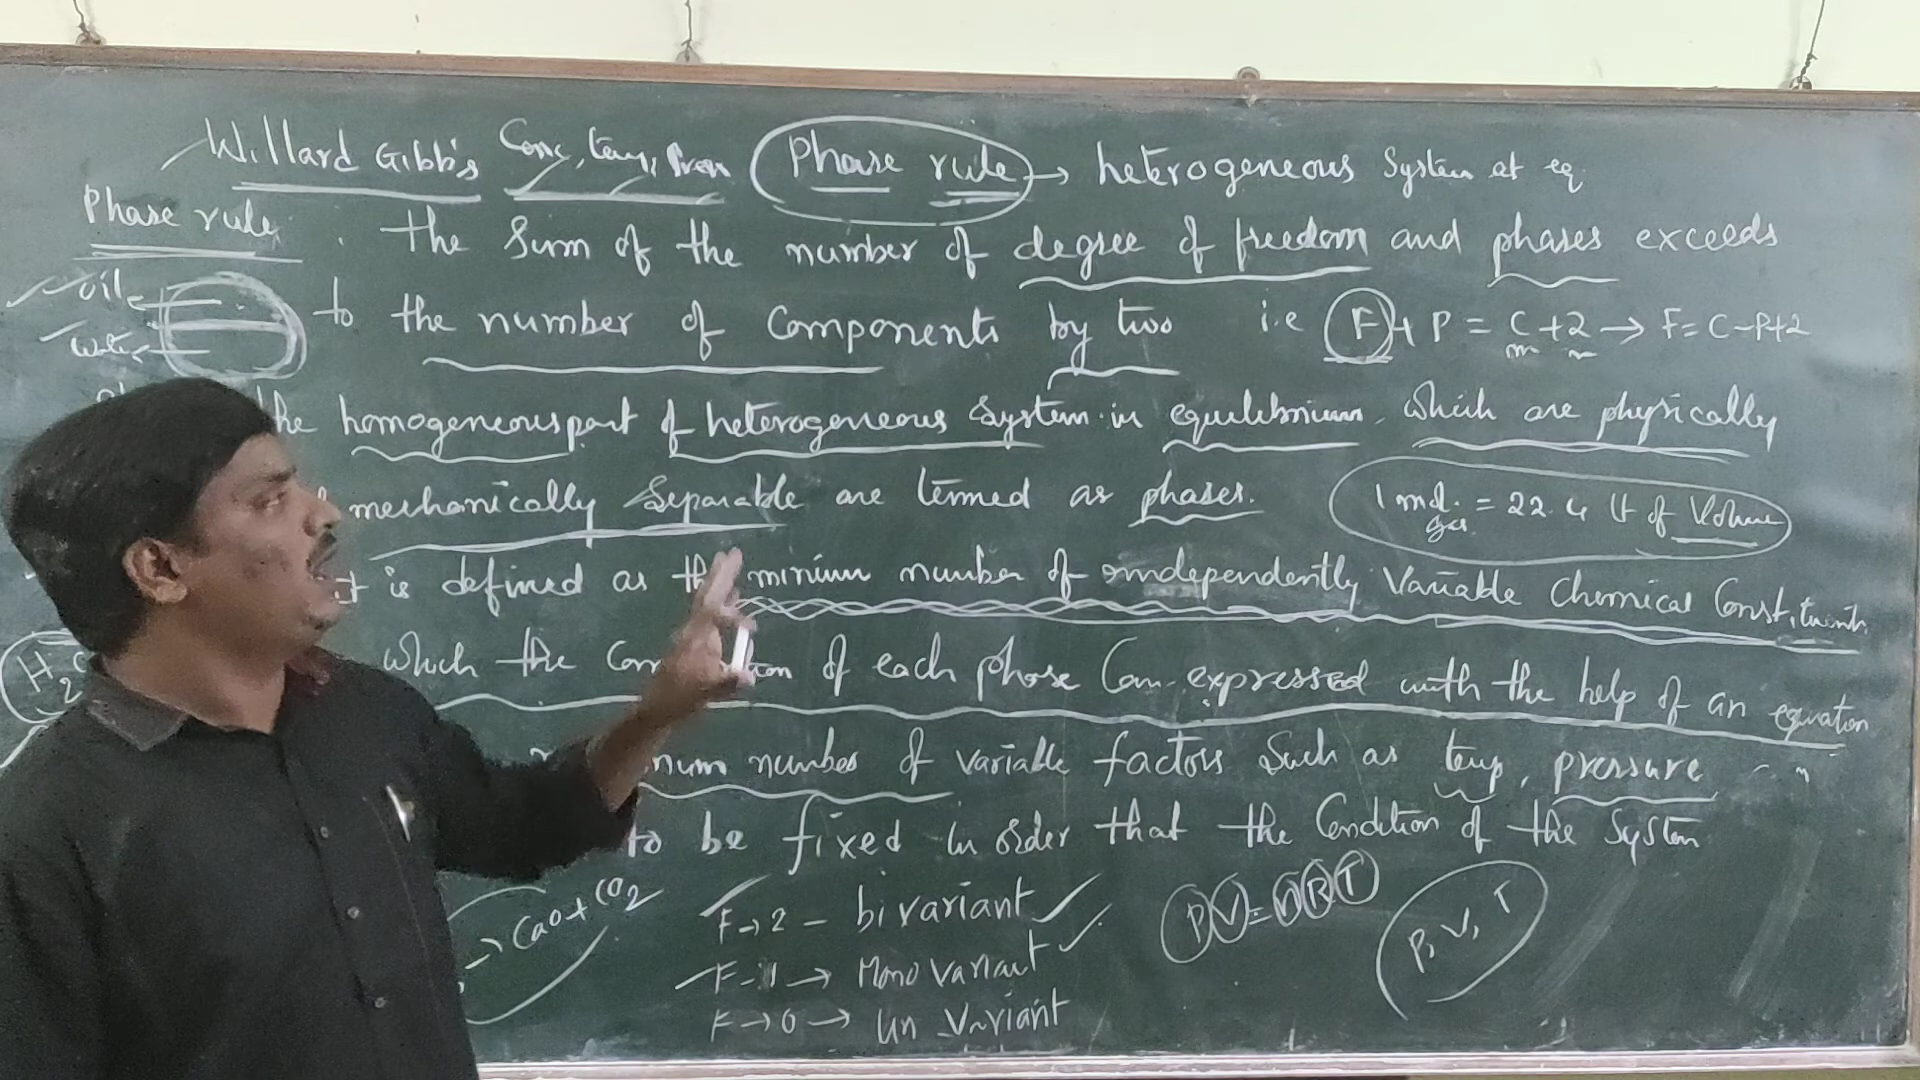 Willard Gibb's Conc, tem, Pres Phase rule → heterogeneous System at eq
Phase rule . the Sum of the number of degree of freedom and phases exceeds
oil
to the number of Components by two i.e F + P = C + 2 → F = C - P + 2
water
the homogeneous part of heterogeneous System in equilibrium, which are physically
mechanically Separable are termed as phases.
1 mol. gas = 22.4 lt of Volume
it is defined as the minimum number of independently Variable Chemical Constituents
H2
which the of each phase Can expressed with the help of an equation
number of variable factors such as temp, pressure
to be fixed in order that the Condition of the System
→ CaO + CO2
F → 2 - bivariant
PV = nRT
P, V, T
F - 1 → Mono variant
F → 0 → un variant